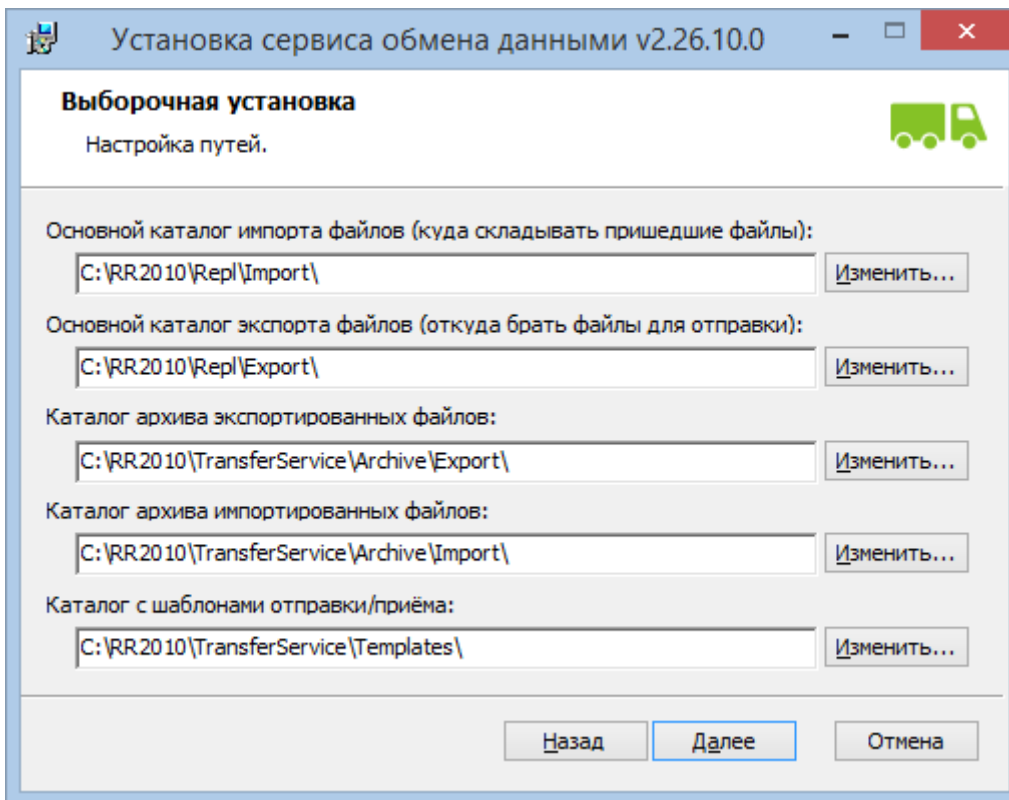 Установка сервиса обмена данными v2.26.10.0
Выборочная установка
Настройка путей.
Основной каталог импорта файлов (куда складывать пришедшие файлы):
C:\RR2010\Repl\Import\
Изменить...
Основной каталог экспорта файлов (откуда брать файлы для отправки):
C:\RR2010\Repl\Export\
Изменить...
Каталог архива экспортированных файлов:
C:\RR2010\TransferService\Archive\Export\
Изменить...
Каталог архива импортированных файлов:
C:\RR2010\TransferService\Archive\Import\
Изменить...
Каталог с шаблонами отправки/приёма:
C:\RR2010\TransferService\Templates\
Изменить...
Назад Далее Отмена